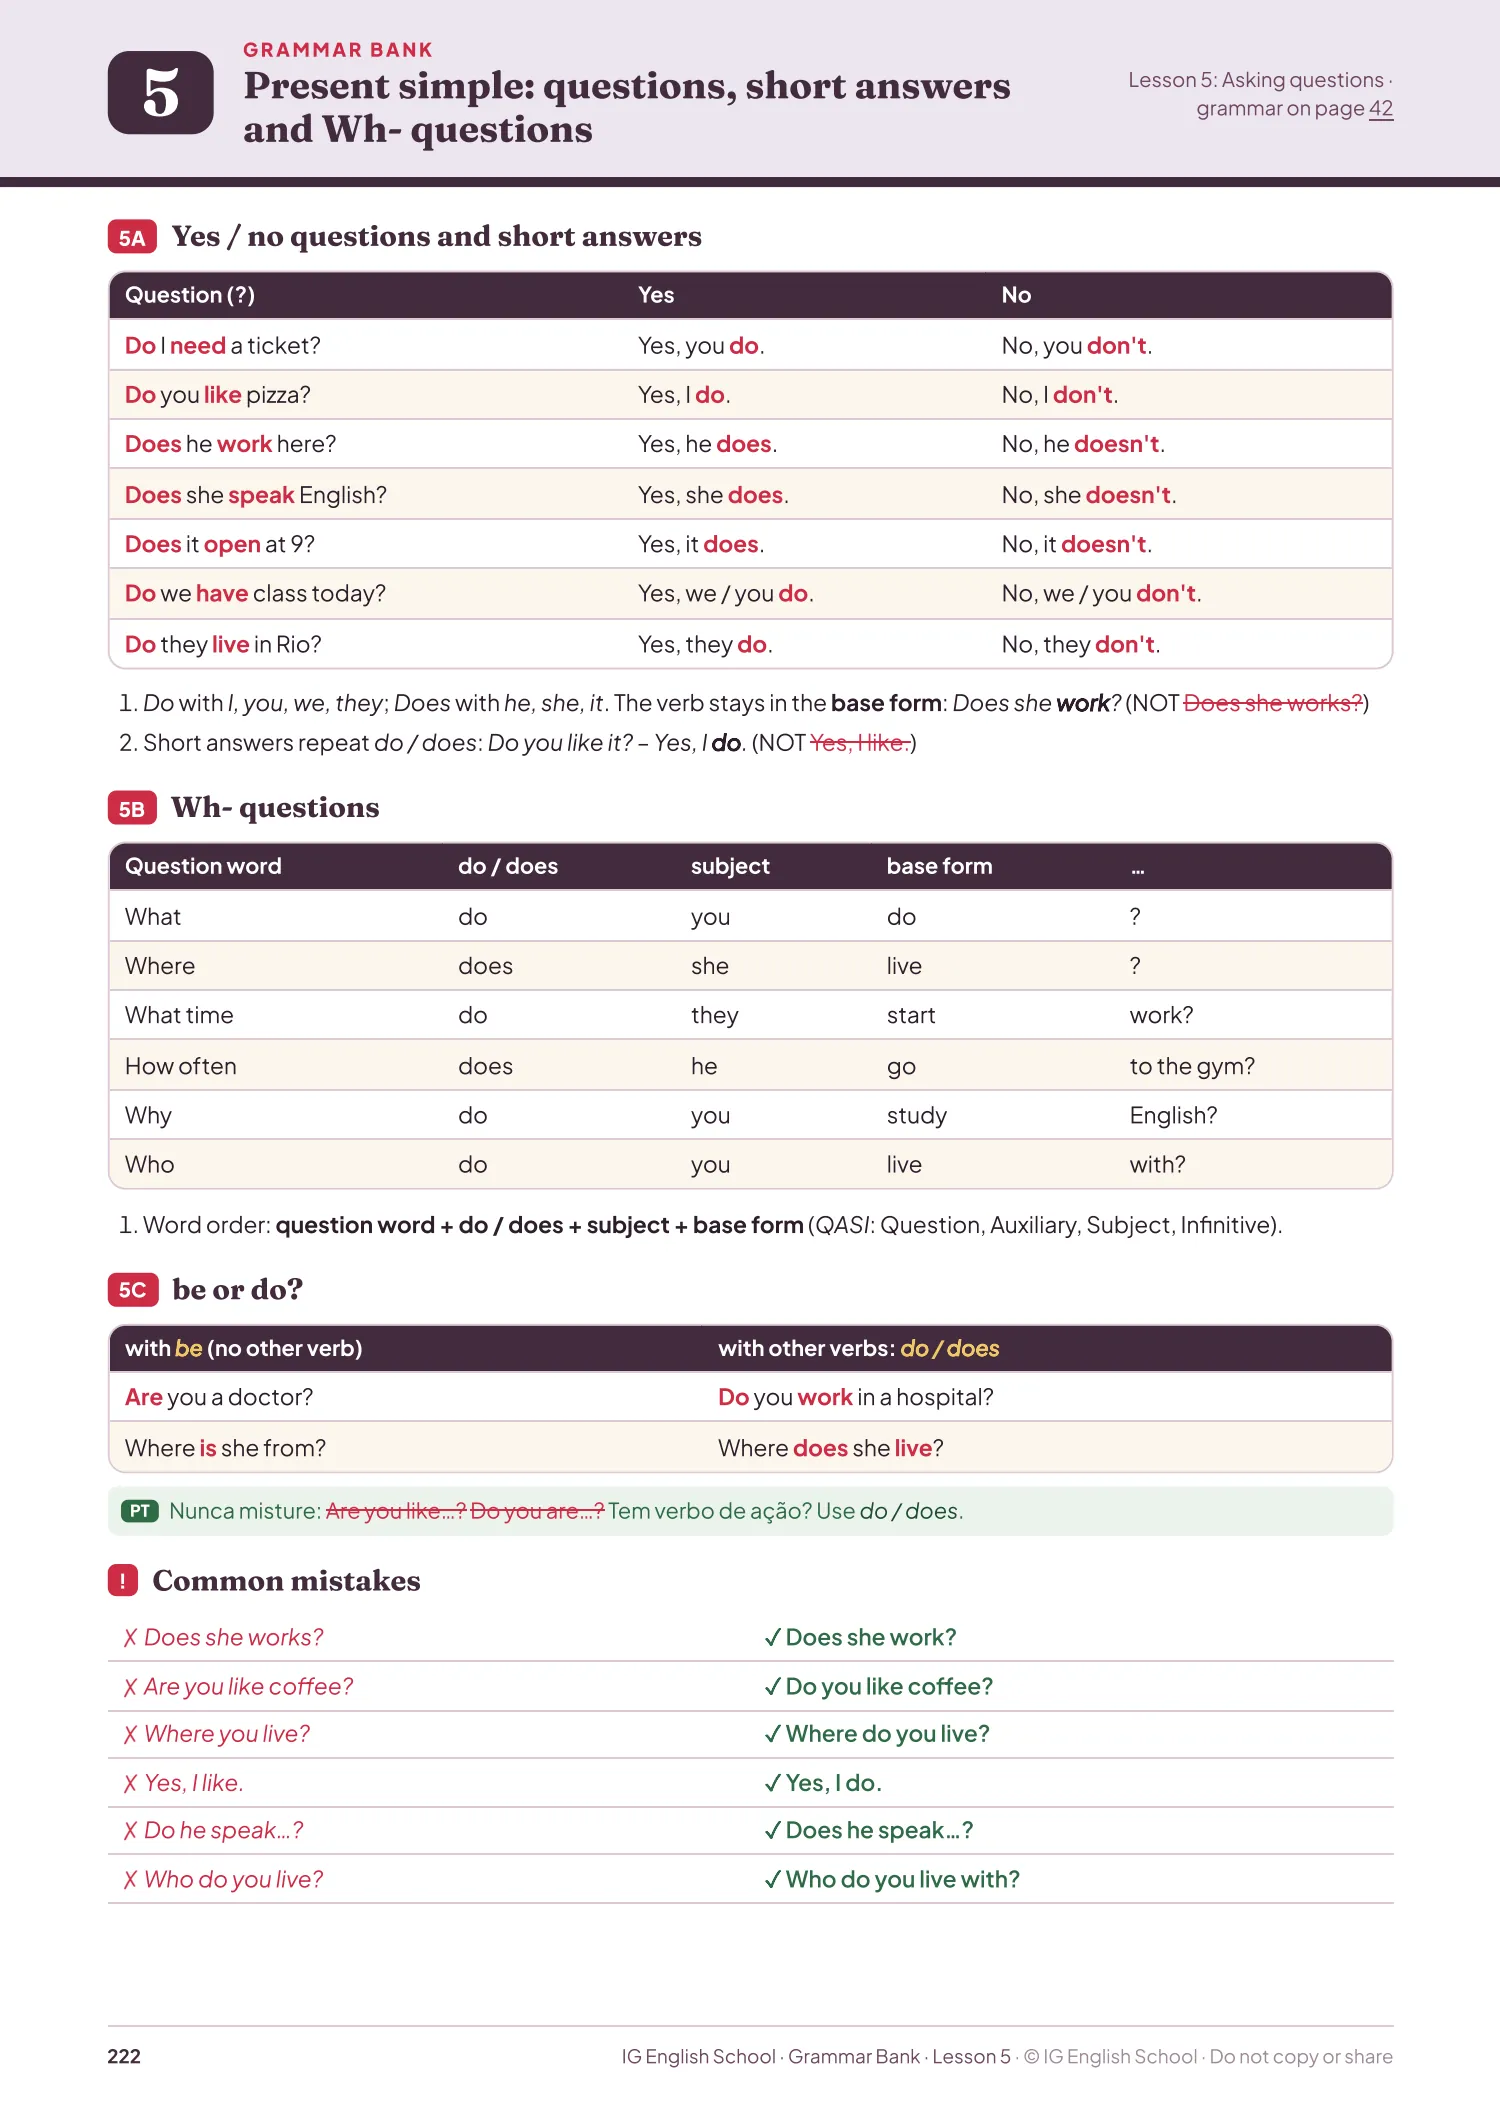 5
GRAMMAR BANK
Present simple: questions, short answers
and Wh- questions
Lesson 5: Asking questions ·
grammar on page 42
5A Yes / no questions and short answers
Question (?) Yes No
Do I need a ticket? Yes, you do. No, you don't.
Do you like pizza? Yes, I do. No, I don't.
Does he work here? Yes, he does. No, he doesn't.
Does she speak English? Yes, she does. No, she doesn't.
Does it open at 9? Yes, it does. No, it doesn't.
Do we have class today? Yes, we / you do. No, we / you don't.
Do they live in Rio? Yes, they do. No, they don't.
1. Do with I, you, we, they; Does with he, she, it. The verb stays in the base form: Does she work? (NOT Does she works?)
2. Short answers repeat do / does: Do you like it? – Yes, I do. (NOT Yes, I like.)
5B Wh- questions
Question word do / does subject base form …
What do you do ?
Where does she live ?
What time do they start work?
How often does he go to the gym?
Why do you study English?
Who do you live with?
1. Word order: question word + do / does + subject + base form (QASI: Question, Auxiliary, Subject, Infinitive).
5C be or do?
with be (no other verb) with other verbs: do / does
Are you a doctor? Do you work in a hospital?
Where is she from? Where does she live?
PT Nunca misture: Are you like…? Do you are…? Tem verbo de ação? Use do / does.
! Common mistakes
✗ Does she works? ✓ Does she work?
✗ Are you like coffee? ✓ Do you like coffee?
✗ Where you live? ✓ Where do you live?
✗ Yes, I like. ✓ Yes, I do.
✗ Do he speak…? ✓ Does he speak…?
✗ Who do you live? ✓ Who do you live with?
222 IG English School · Grammar Bank · Lesson 5 · © IG English School · Do not copy or share